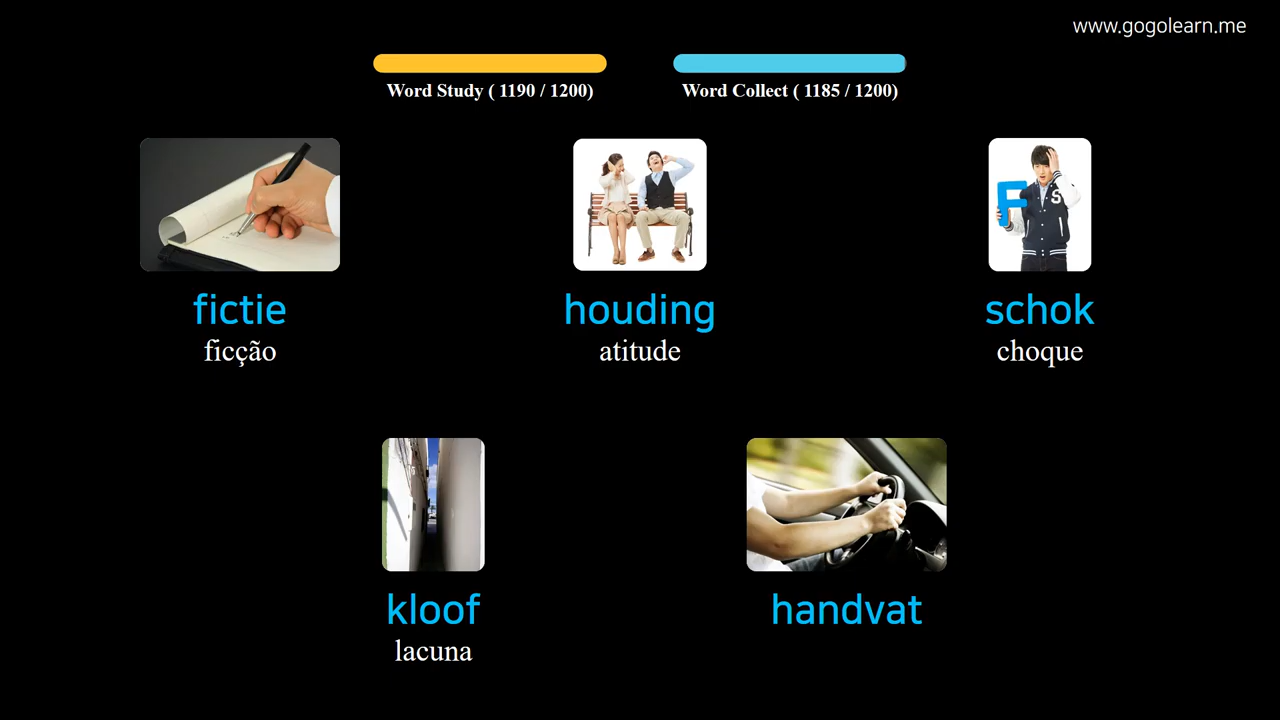 www.gogolearn.me
Word Study ( 1190 / 1200)
Word Collect ( 1185 / 1200)
fictie
ficção
houding
atitude
schok
choque
kloof
lacuna
handvat